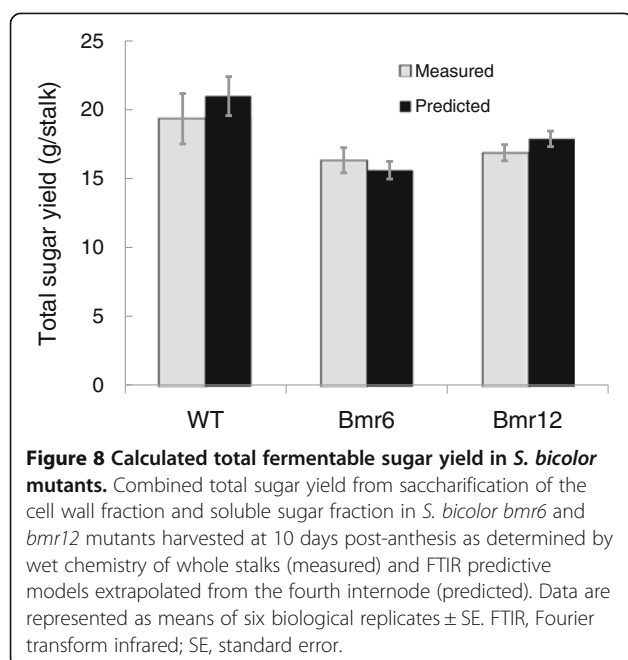 25
20
15
10
5
0
Total sugar yield (g/stalk)
Measured
Predicted
WT
Bmr6
Bmr12
Figure 8 Calculated total fermentable sugar yield in S. bicolor
mutants. Combined total sugar yield from saccharification of the
cell wall fraction and soluble sugar fraction in S. bicolor bmr6 and
bmr12 mutants harvested at 10 days post-anthesis as determined by
wet chemistry of whole stalks (measured) and FTIR predictive
models extrapolated from the fourth internode (predicted). Data are
represented as means of six biological replicates ± SE. FTIR, Fourier
transform infrared; SE, standard error.